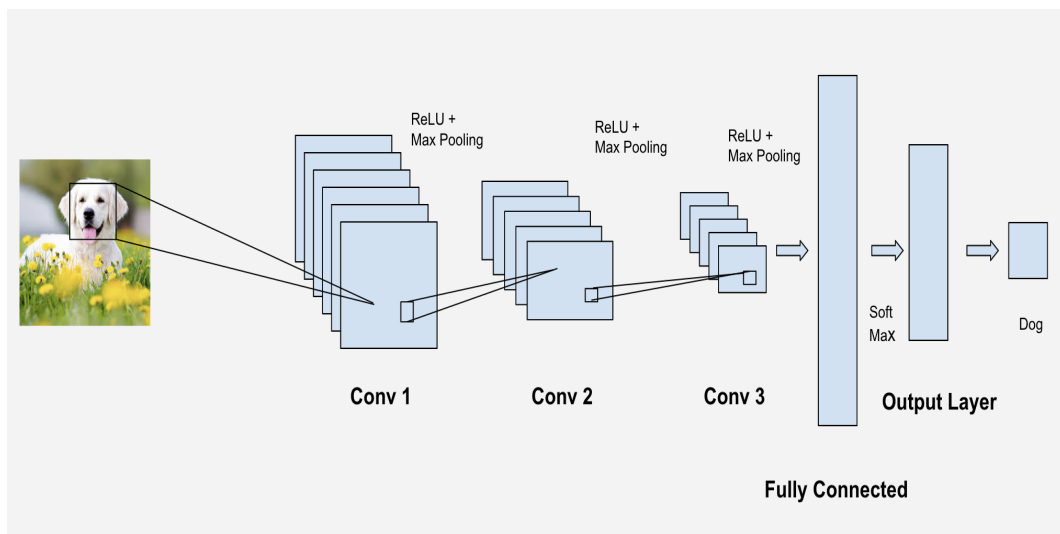 ReLU +
Max Pooling
ReLU +
Max Pooling
ReLU +
Max Pooling
Soft
Max
Dog
Conv 1
Conv 2
Conv 3
Output Layer
Fully Connected